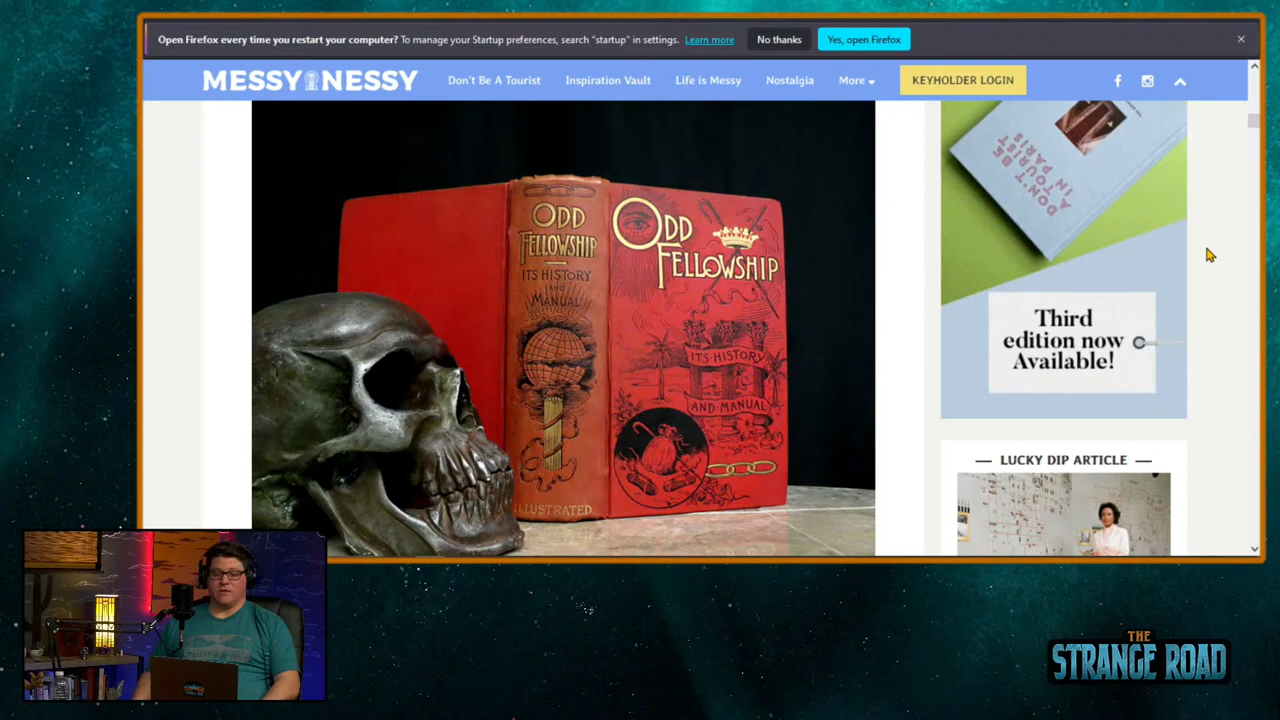 Open Firefox every time you restart your computer? To manage your Startup preferences, search "startup" in settings. Learn more No thanks Yes, open Firefox
MESSY NESSY Don't Be A Tourist Inspiration Vault Life is Messy Nostalgia More KEYHOLDER LOGIN
ODD
FELLOWSHIP
ITS HISTORY
AND
MANUAL
ILLUSTRATED
ODD
FELLOWSHIP
ITS HISTORY
AND MANUAL
DON'T BE
A TOURIST
IN PARIS
Third
edition now
Available!
LUCKY DIP ARTICLE
THE
STRANGE ROAD